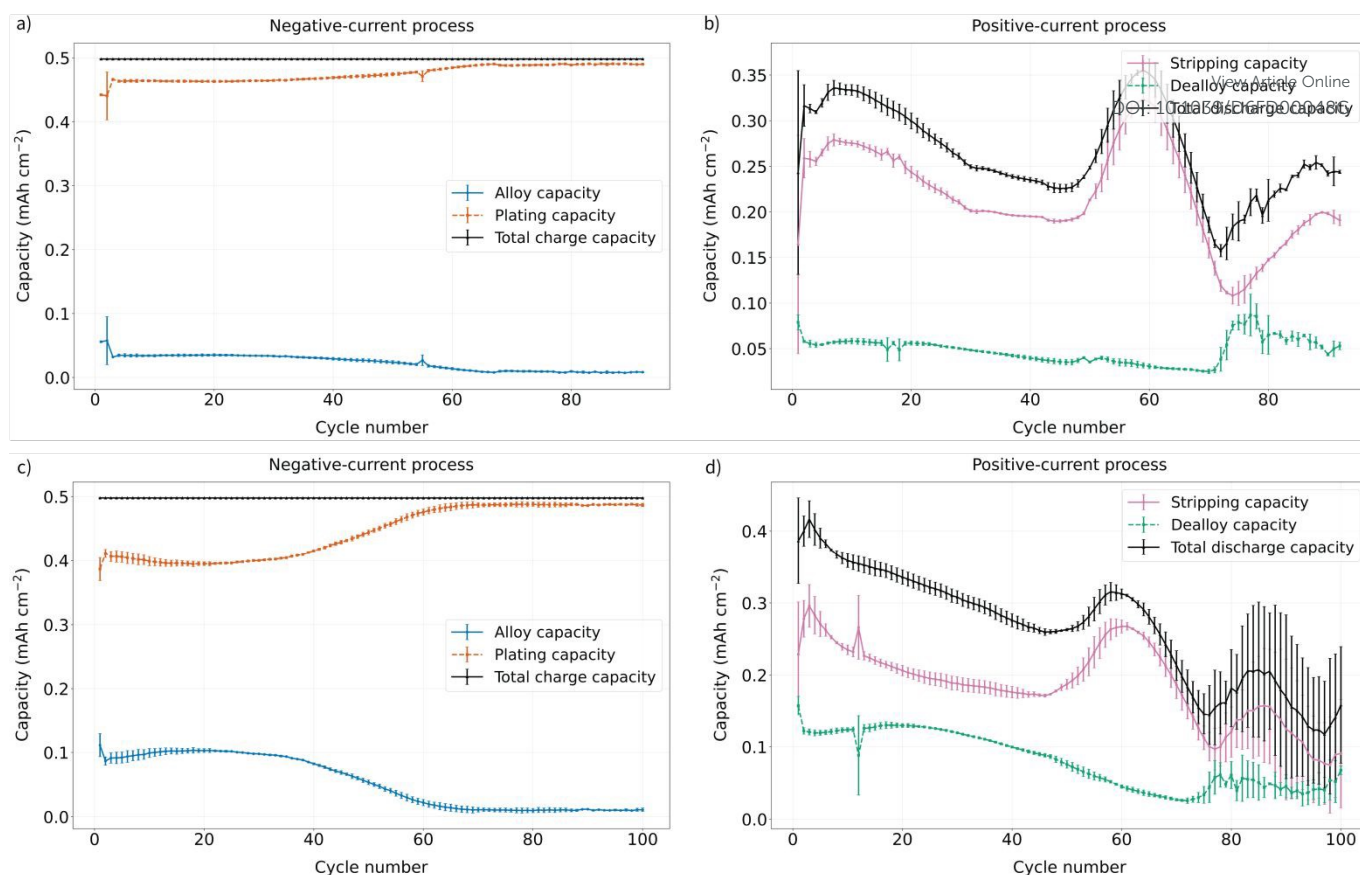 a)
Negative-current process
Capacity (mAh cm−2)
0.5
0.4
0.3
0.2
0.1
0.0
Alloy capacity
Plating capacity
Total charge capacity
0 20 40 60 80
Cycle number
b)
Positive-current process
Capacity (mAh cm−2)
0.35
0.30
0.25
0.20
0.15
0.10
0.05
Stripping capacity
View Article Online
Dealloy capacity
Total discharge capacity
0 20 40 60 80
Cycle number
c)
Negative-current process
Capacity (mAh cm−2)
0.5
0.4
0.3
0.2
0.1
0.0
Alloy capacity
Plating capacity
Total charge capacity
0 20 40 60 80 100
Cycle number
d)
Positive-current process
Capacity (mAh cm−2)
0.4
0.3
0.2
0.1
0.0
Stripping capacity
Dealloy capacity
Total discharge capacity
0 20 40 60 80 100
Cycle number